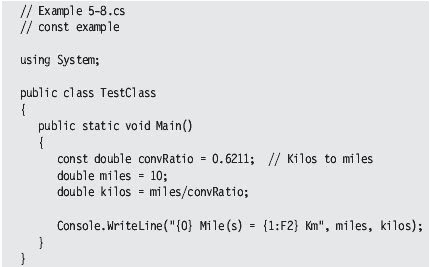 // Example 5-8.cs
// const example
using System;
public class TestClass
{
public static void Main()
{
const double convRatio = 0.6211;  // Kilos to miles
double miles = 10;
double kilos = miles/convRatio;
Console.WriteLine("{0} Mile(s) = {1:F2} Km", miles, kilos);
}
}